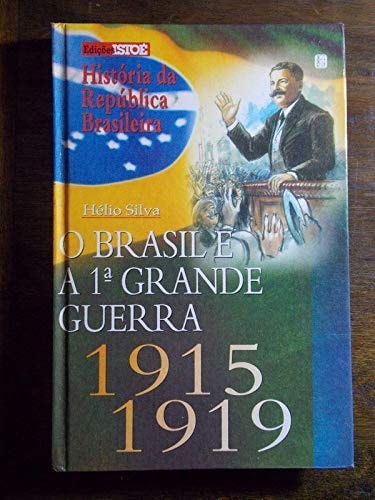 Edições ISTOÉ
História da
República
Brasileira
Hélio Silva
O BRASIL E
A 1ª GRANDE
GUERRA
1915
1919